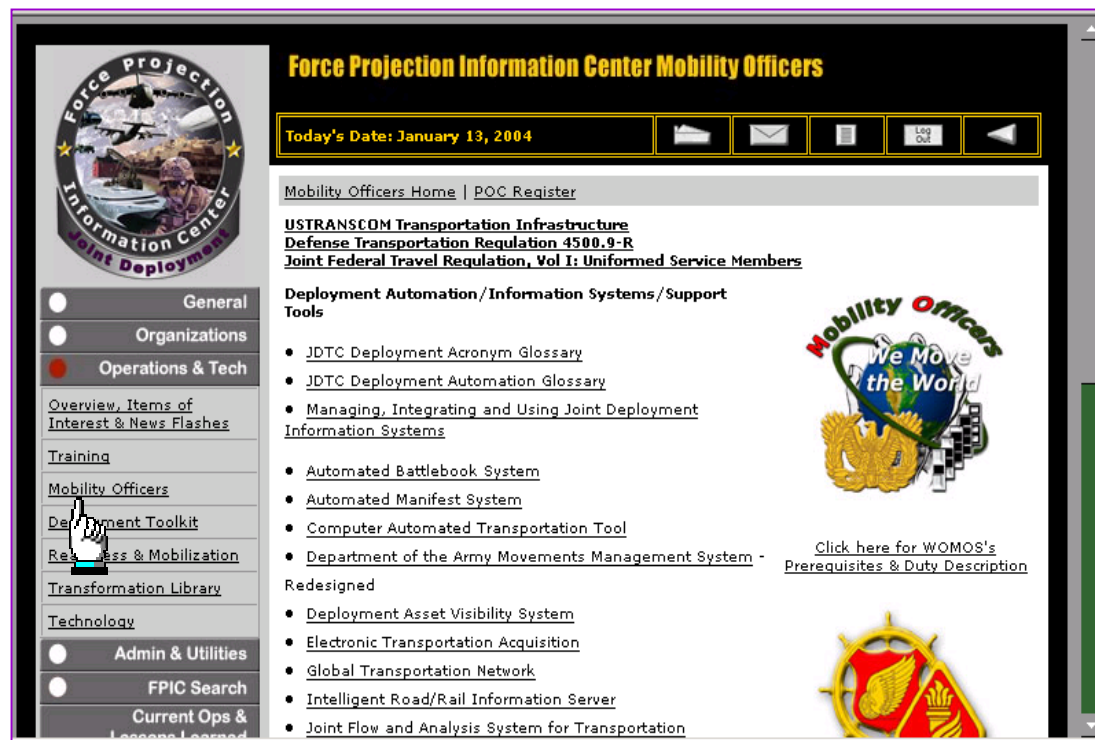 Force Projection
Information Center
Joint Deployment
Force Projection Information Center Mobility Officers
Today's Date: January 13, 2004
Log
Out
General
Organizations
Operations & Tech
Overview, Items of
Interest & News Flashes
Training
Mobility Officers
Toolkit
& Mobilization
Transformation Library
Technology
Admin & Utilities
FPIC Search
Current Ops &
Lessons Learned
Mobility Officers Home | POC Register
USTRANSCOM Transportation Infrastructure
Defense Transportation Regulation 4500.9-R
Joint Federal Travel Regulation, Vol I: Uniformed Service Members
Deployment Automation/Information Systems/Support
Tools
● JDTC Deployment Acronym Glossary
● JDTC Deployment Automation Glossary
● Managing, Integrating and Using Joint Deployment
Information Systems
● Automated Battlebook System
● Automated Manifest System
● Computer Automated Transportation Tool
● Department of the Army Movements Management System -
Redesigned
● Deployment Asset Visibility System
● Electronic Transportation Acquisition
● Global Transportation Network
● Intelligent Road/Rail Information Server
● Joint Flow and Analysis System for Transportation
Mobility Officers
We Move
the World
Click here for WOMOS's
Prerequisites & Duty Description